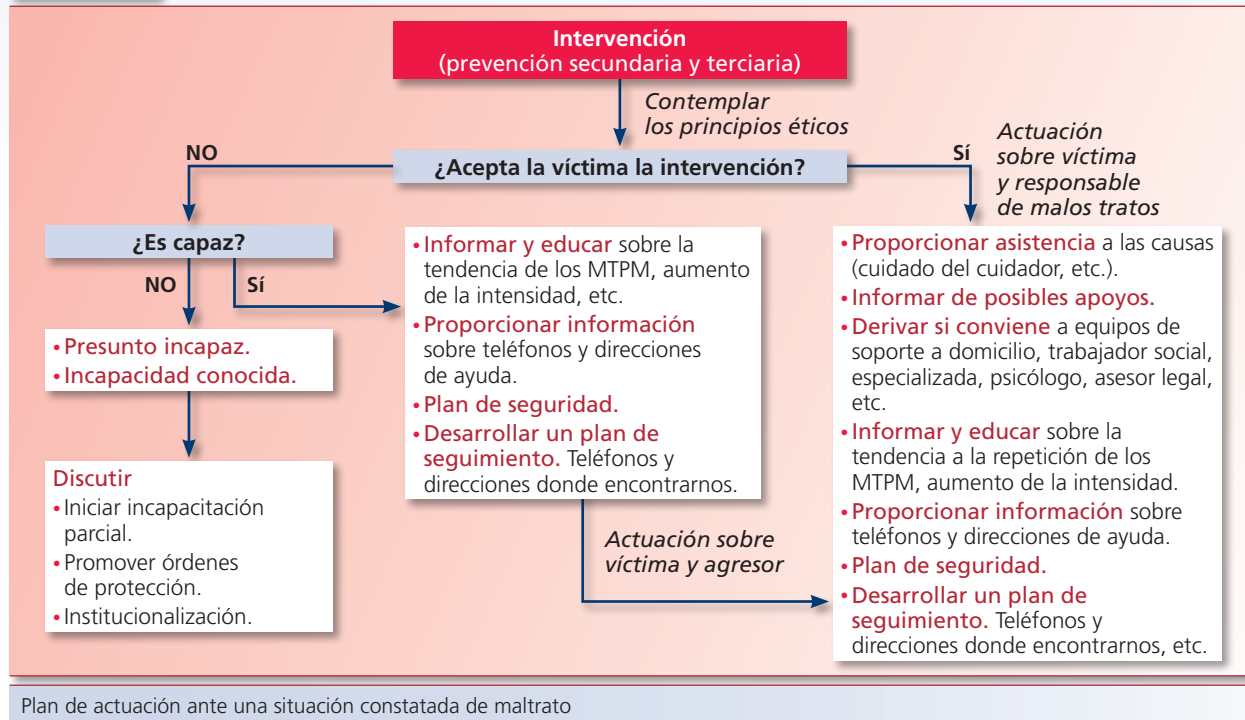 Intervención
(prevención secundaria y terciaria)
Contemplar
los principios éticos
¿Acepta la víctima la intervención?
NO
Sí
Actuación
sobre víctima
y responsable
de malos tratos
¿Es capaz?
NO
Sí
• Presunto incapaz.
• Incapacidad conocida.
Discutir
• Iniciar incapacitación
parcial.
• Promover órdenes
de protección.
• Institucionalización.
• Informar y educar sobre la
tendencia de los MTPM, aumento
de la intensidad, etc.
• Proporcionar información
sobre teléfonos y direcciones
de ayuda.
• Plan de seguridad.
• Desarrollar un plan de
seguimiento. Teléfonos y
direcciones donde encontrarnos.
Actuación sobre
víctima y agresor
• Proporcionar asistencia a las causas
(cuidado del cuidador, etc.).
• Informar de posibles apoyos.
• Derivar si conviene a equipos de
soporte a domicilio, trabajador social,
especializada, psicólogo, asesor legal,
etc.
• Informar y educar sobre la
tendencia a la repetición de los
MTPM, aumento de la intensidad.
• Proporcionar información sobre
teléfonos y direcciones de ayuda.
• Plan de seguridad.
• Desarrollar un plan de
seguimiento. Teléfonos y
direcciones donde encontrarnos, etc.
Plan de actuación ante una situación constatada de maltrato